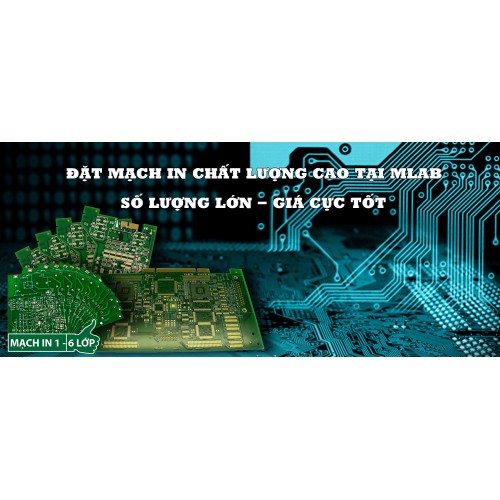 ĐẶT MẠCH IN CHẤT LƯỢNG CAO TẠI MLAB
SỐ LƯỢNG LỚN – GIÁ CỰC TỐT
MẠCH IN 1 - 6 LỚP